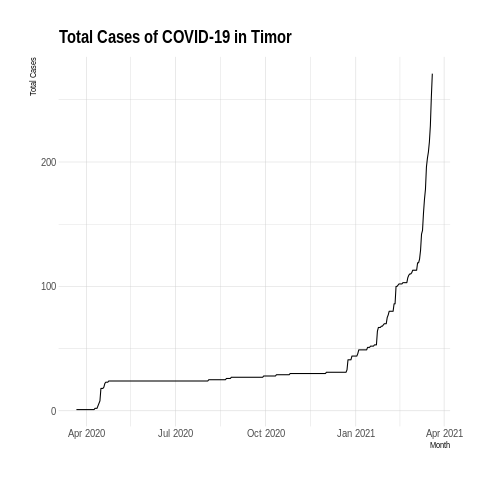 Total Cases of COVID-19 in Timor
Total Cases
200
100
0
Apr 2020 Jul 2020 Oct 2020 Jan 2021 Apr 2021
Month